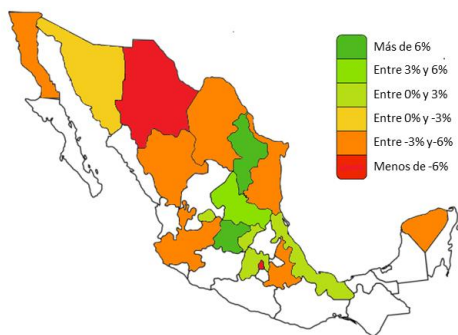 Más de 6%
Entre 3% y 6%
Entre 0% y 3%
Entre 0% y -3%
Entre -3% y -6%
Menos de -6%